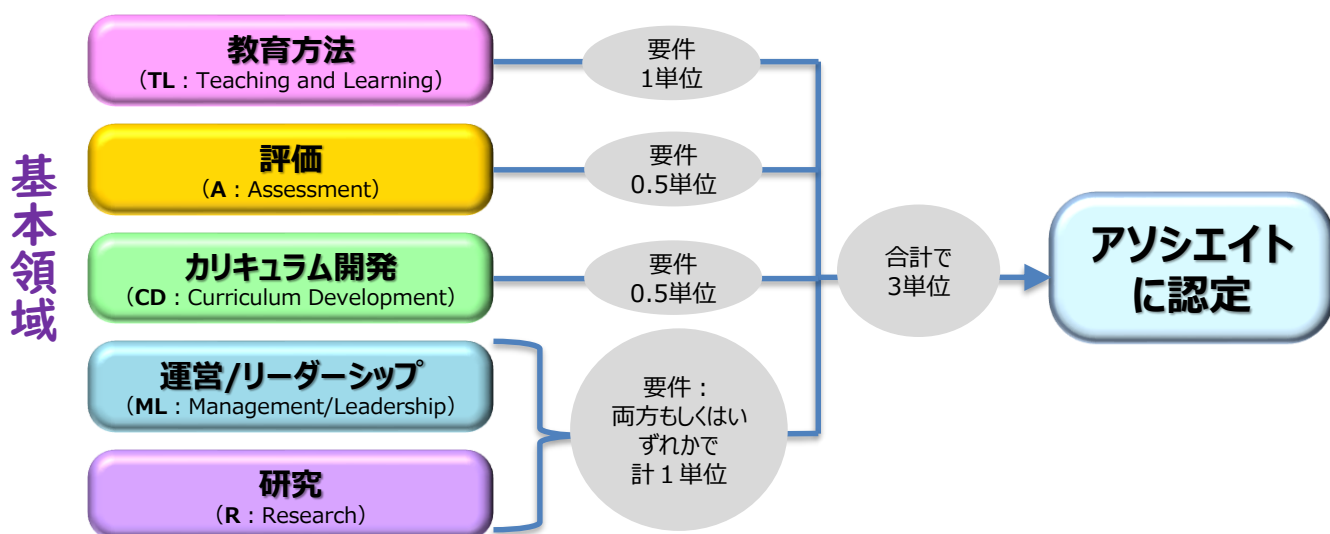 基本領域
教育方法
（TL：Teaching and Learning）
要件
1単位
評価
（A：Assessment）
要件
0.5単位
カリキュラム開発
（CD：Curriculum Development）
要件
0.5単位
運営/リーダーシップ
（ML：Management/Leadership）
研究
（R：Research）
要件：
両方もしくはい
ずれかで
計１単位
合計で
3単位
アソシエイト
に認定